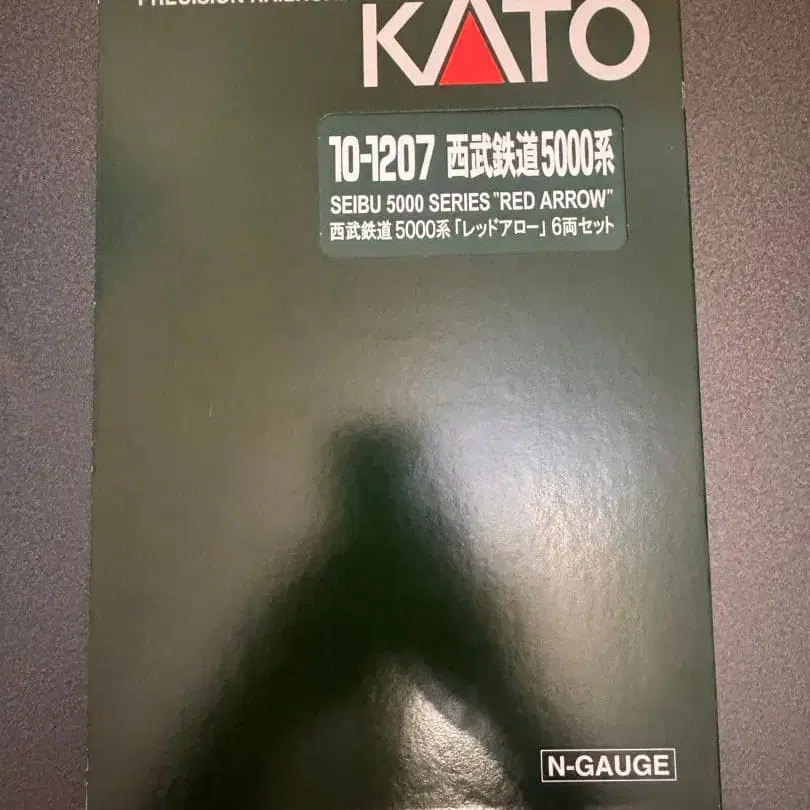 PRECISION RAILROAD
KATO
10-1207 西武鉄道5000系
SEIBU 5000 SERIES "RED ARROW"
西武鉄道5000系「レッドアロー」6両セット
N-GAUGE